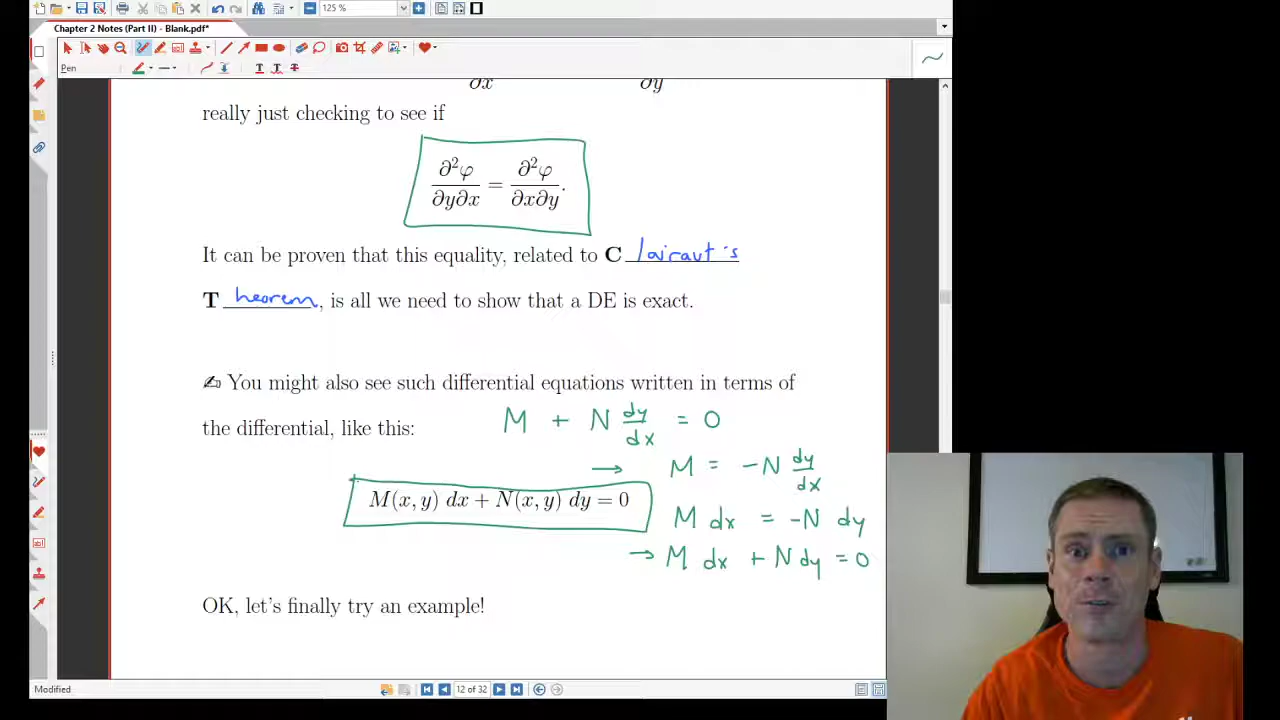 125 %
Chapter 2 Notes (Part II) - Blank.pdf*
Pen
∂x ∂y
really just checking to see if
∂²φ/∂y∂x = ∂²φ/∂x∂y.
It can be proven that this equality, related to C lairaut's
T heorem, is all we need to show that a DE is exact.
✍ You might also see such differential equations written in terms of
the differential, like this:
M + N dy/dx = 0
→ M = -N dy/dx
M(x, y) dx + N(x, y) dy = 0
M dx = -N dy
→ M dx + N dy = 0
OK, let's finally try an example!
Modified
12 of 32